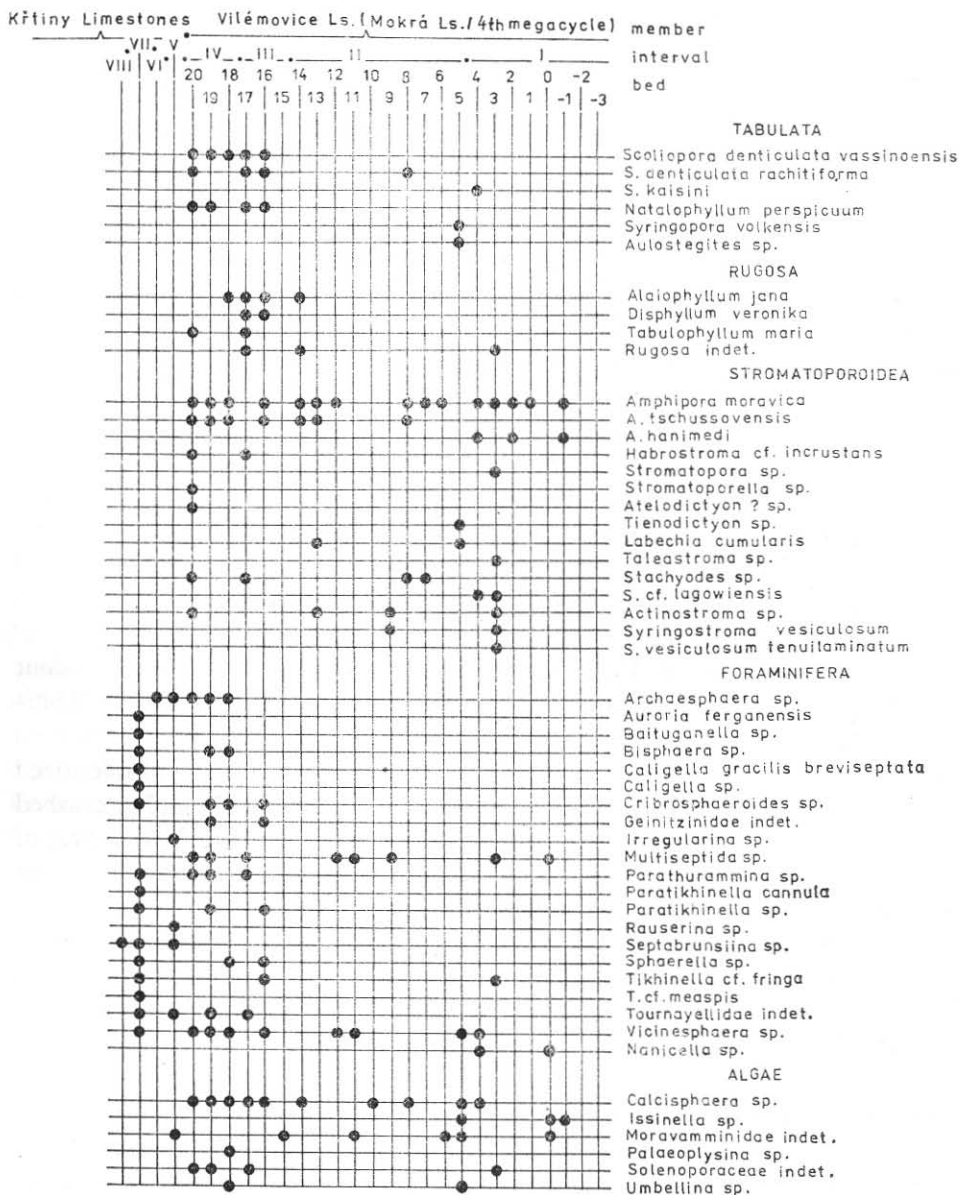 Křtiny Limestones Vilémovice Ls. (Mokrá Ls./4th megacycle) member
VIII VII VI V IV III II I interval
20 18 16 14 12 10 8 6 4 2 0 -2
19 17 15 13 11 9 7 5 3 1 -1 -3 bed
TABULATA
Scoliopora denticulata vassinoensis
S. denticulata rachitiforma
S. kaisini
Natalophyllum perspicuum
Syringopora volkensis
Aulostegites sp.
RUGOSA
Alaiophyllum jana
Disphyllum veronika
Tabulophyllum maria
Rugosa indet.
STROMATOPOROIDEA
Amphipora moravica
A. tschussovensis
A. hanimedi
Habrostroma cf. incrustans
Stromatopora sp.
Stromatoporella sp.
Atelodictyon ? sp.
Tienodictyon sp.
Labechia cumularis
Taleastroma sp.
Stachyodes sp.
S. cf. lagowiensis
Actinostroma sp.
Syringostroma vesiculosum
S. vesiculosum tenuilaminatum
FORAMINIFERA
Archaesphaera sp.
Auroria ferganensis
Baituganella sp.
Bisphaera sp.
Caligella gracilis breviseptata
Caligella sp.
Cribrosphaeroides sp.
Geinitzinidae indet.
Irregularina sp.
Multiseptida sp.
Parathurammina sp.
Paratikhinella cannula
Paratikhinella sp.
Rauserina sp.
Septabrunsiina sp.
Sphaerella sp.
Tikhinella cf. fringa
T. cf. measpis
Tournayellidae indet.
Vicinesphaera sp.
Nanicella sp.
ALGAE
Calcisphaera sp.
Issinella sp.
Moravamminidae indet.
Palaeoplysina sp.
Solenoporaceae indet.
Umbellina sp.